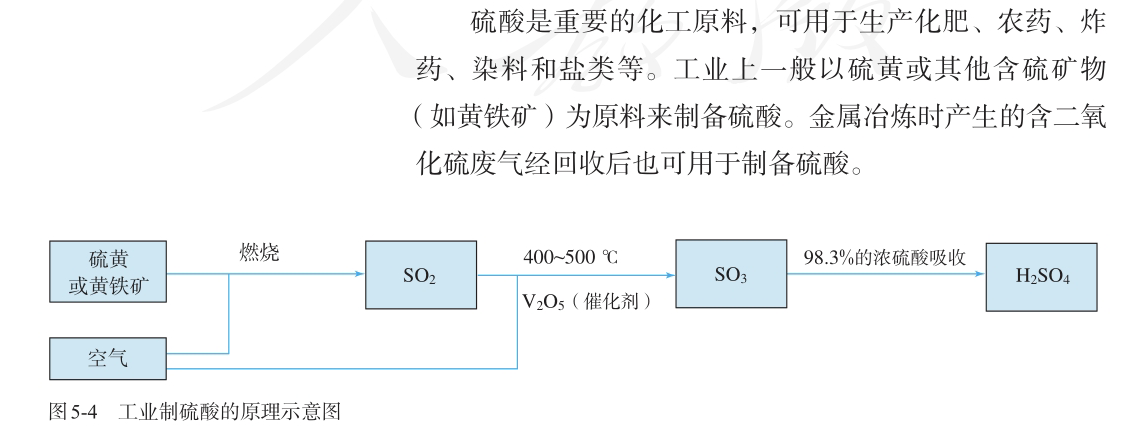 硫酸是重要的化工原料，可用于生产化肥、农药、炸
药、染料和盐类等。工业上一般以硫黄或其他含硫矿物
（如黄铁矿）为原料来制备硫酸。金属冶炼时产生的含二氧
化硫废气经回收后也可用于制备硫酸。
硫黄
或黄铁矿
燃烧
SO₂
400~500 ℃
V₂O₅（催化剂）
SO₃
98.3%的浓硫酸吸收
H₂SO₄
空气
图5-4 工业制硫酸的原理示意图